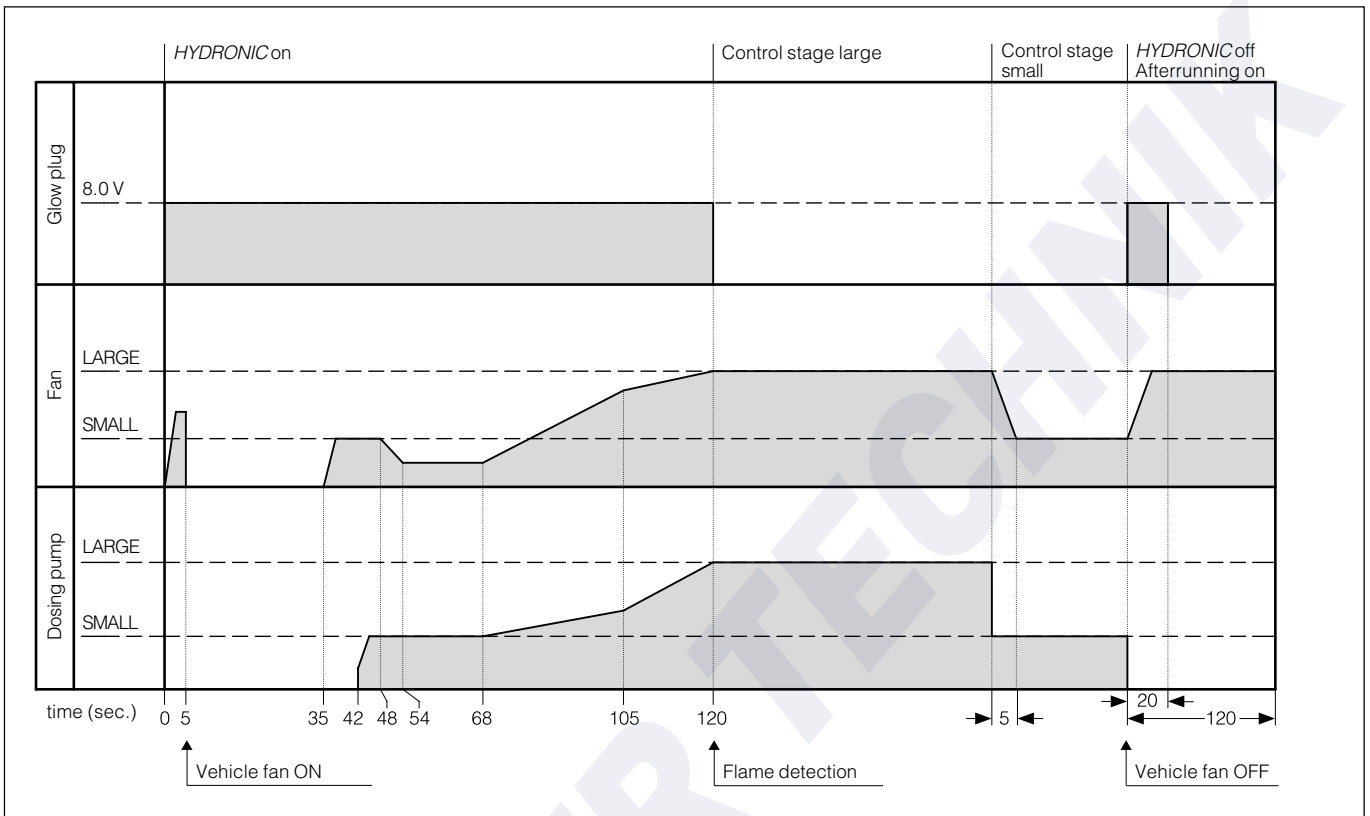 HYDRONIC on
Control stage large
Control stage
small
HYDRONIC off
Afterrunning on
Glow plug
8.0 V
Fan
LARGE
SMALL
Dosing pump
LARGE
SMALL
time (sec.)
0 5 35 42 48 54 68 105 120 5 20 120
Vehicle fan ON
Flame detection
Vehicle fan OFF
R TECHNIK